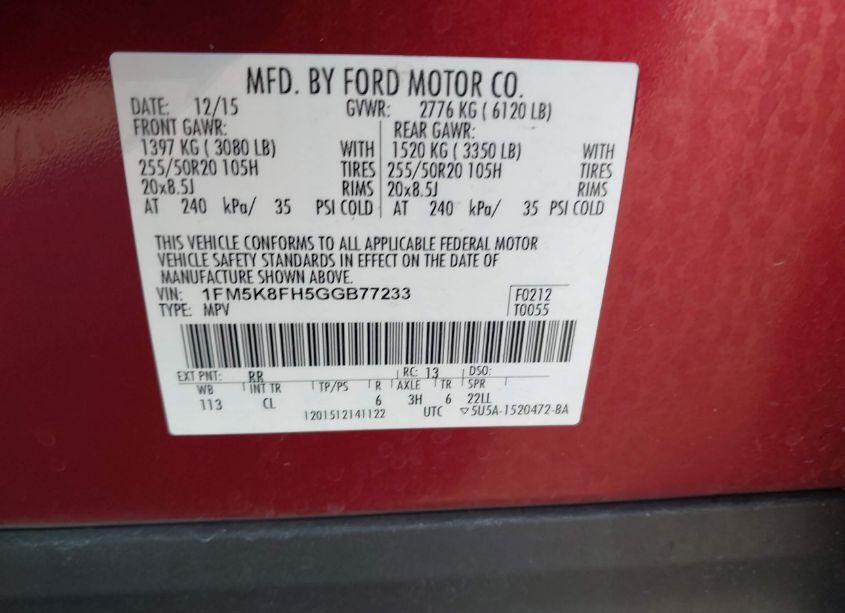 MFD. BY FORD MOTOR CO.
DATE: 12/15 GVWR: 2776 KG ( 6120 LB)
FRONT GAWR: REAR GAWR:
1397 KG ( 3080 LB) WITH 1520 KG ( 3350 LB) WITH
255/50R20 105H TIRES 255/50R20 105H TIRES
20x8.5J RIMS 20x8.5J RIMS
AT 240 kPa/ 35 PSI COLD AT 240 kPa/ 35 PSI COLD
THIS VEHICLE CONFORMS TO ALL APPLICABLE FEDERAL MOTOR
VEHICLE SAFETY STANDARDS IN EFFECT ON THE DATE OF
MANUFACTURE SHOWN ABOVE.
VIN: 1FM5K8FH5GGB77233 F0212
TYPE: MPV T0055
EXT PNT: RR RC: 13 DSO:
WB INT TR TP/PS R AXLE TR SPR
113 CL 6 3H 6 22LL
1201512141122 UTC ▽5U5A-1520472-BA